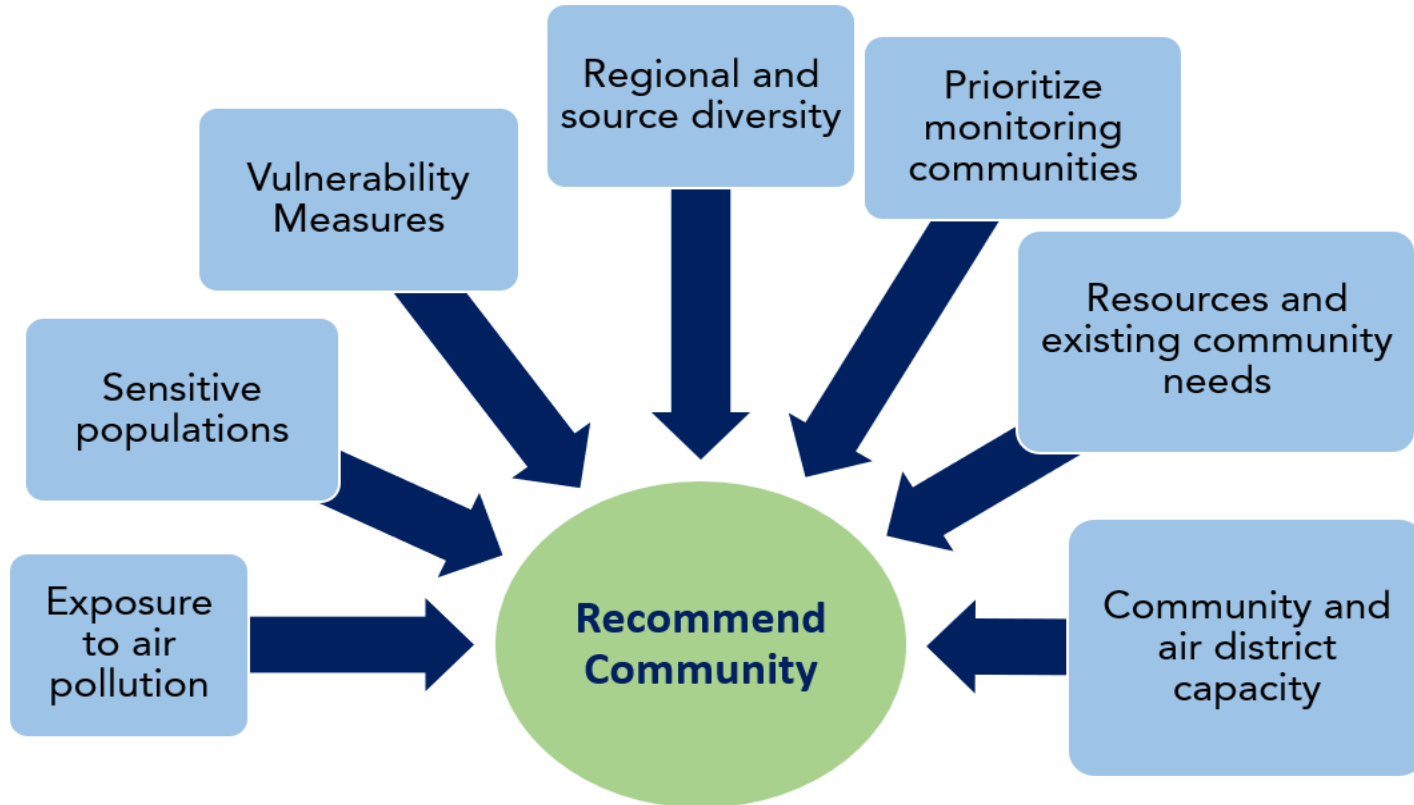 Regional and
source diversity
Prioritize
monitoring
communities
Vulnerability
Measures
Resources and
existing community
needs
Sensitive
populations
Exposure
to air
pollution
Recommend
Community
Community and
air district
capacity